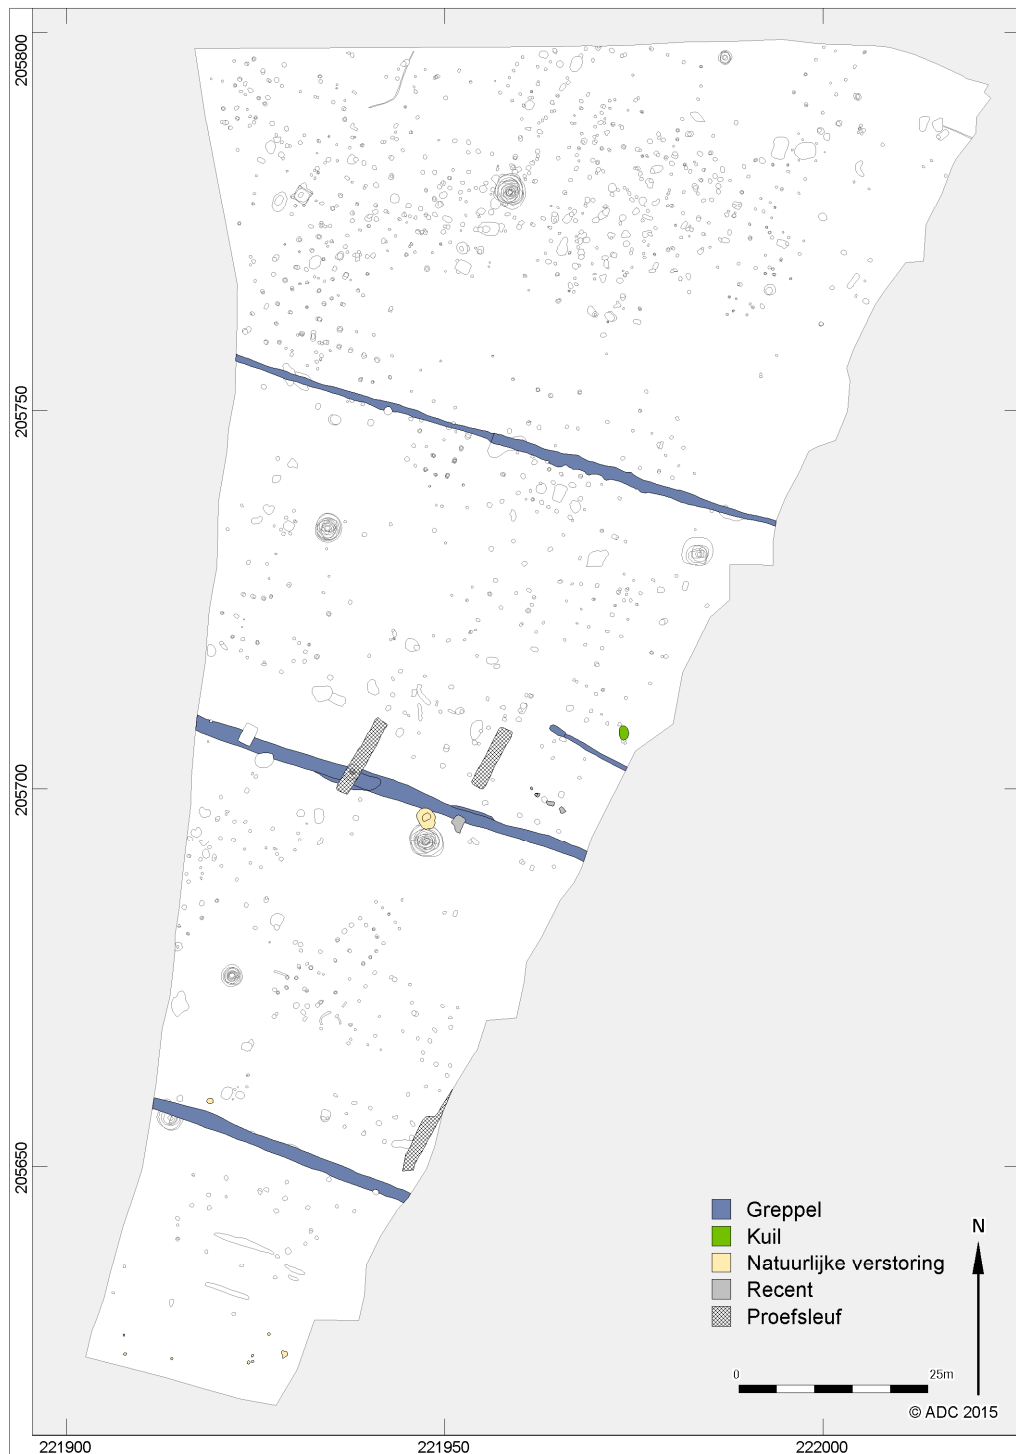 205800
205750
205700
205650
Greppel
Kuil
Natuurlijke verstoring
Recent
Proefsleuf
N
0 25m
© ADC 2015
221900 221950 222000